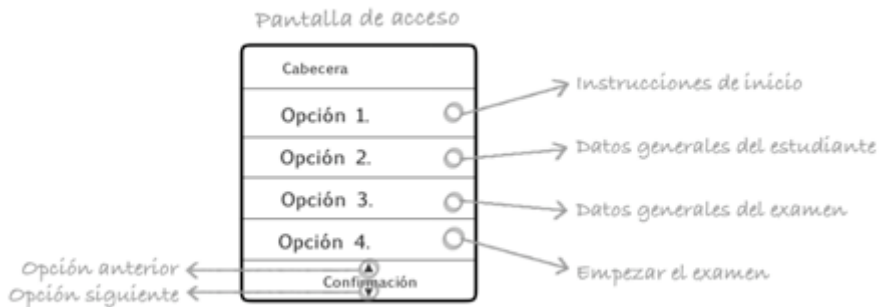 Pantalla de acceso
Cabecera
Opción 1.
Instrucciones de inicio
Opción 2.
Datos generales del estudiante
Opción 3.
Datos generales del examen
Opción 4.
Empezar el examen
Opción anterior
Confirmación
Opción siguiente